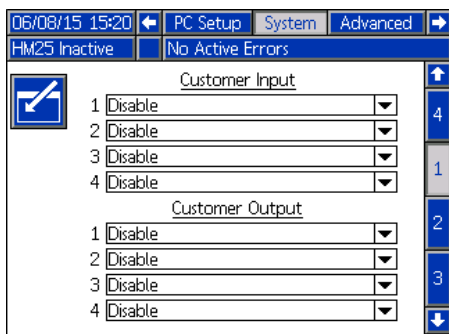 06/08/15 15:20 PC Setup System Advanced
HM25 Inactive No Active Errors
Customer Input
1 Disable
2 Disable
3 Disable
4 Disable
Customer Output
1 Disable
2 Disable
3 Disable
4 Disable
4
1
2
3